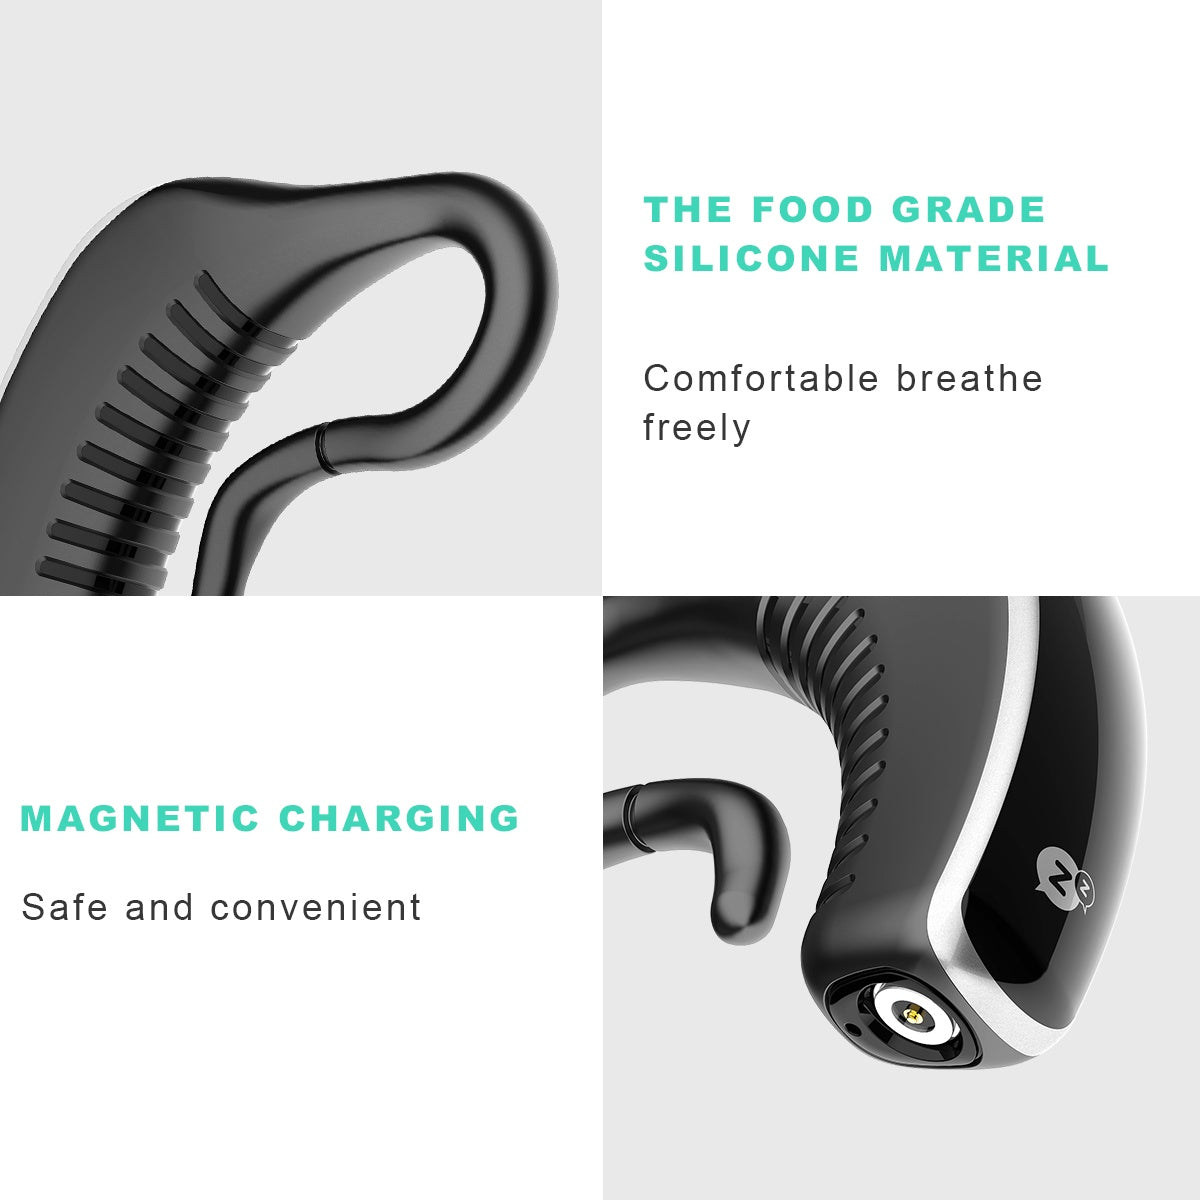 THE FOOD GRADE
SILICONE MATERIAL
Comfortable breathe
freely
MAGNETIC CHARGING
Safe and convenient
Z
Z